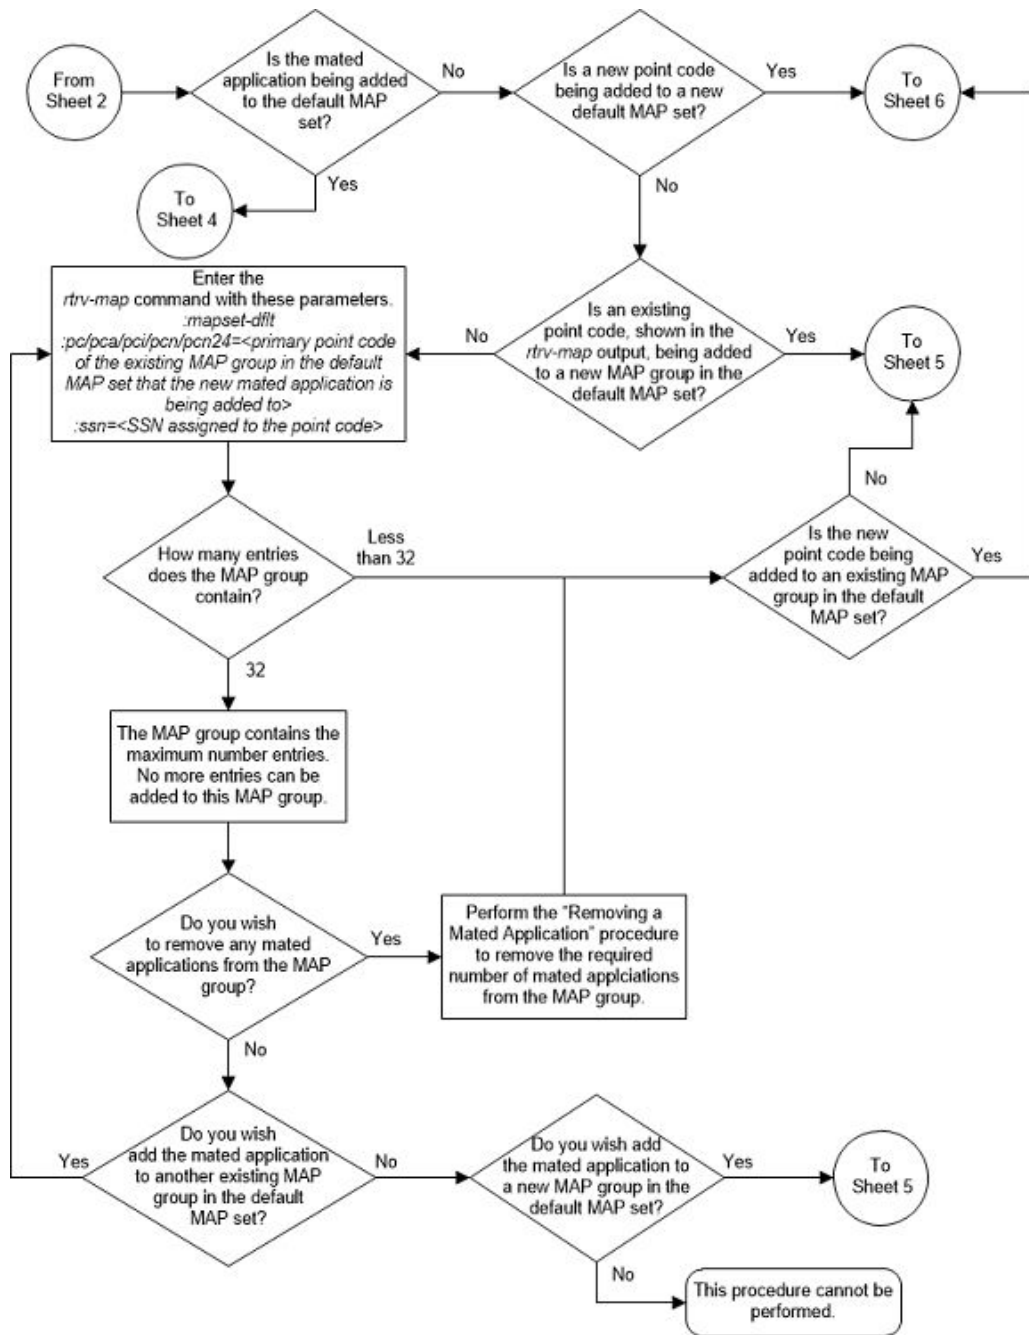 From
Sheet 2
Is the mated
application being added
to the default MAP
set?
No
Is a new point code
being added to a new
default MAP set?
Yes
To
Sheet 6
Yes
To
Sheet 4
No
Enter the
rtrv-map command with these parameters.
:mapset-dflt
:pc/pca/pci/pcn/pcn24=<primary point code
of the existing MAP group in the default
MAP set that the new mated application is
being added to>
:ssn=<SSN assigned to the point code>
No
Is an existing
point code, shown in the
rtrv-map output, being added
to a new MAP group in the
default MAP set?
Yes
To
Sheet 5
No
How many entries
does the MAP group
contain?
Less
than 32
Is the new
point code being
added to an existing MAP
group in the default
MAP set?
Yes
32
The MAP group contains the
maximum number entries.
No more entries can be
added to this MAP group.
Do you wish
to remove any mated
applications from the MAP
group?
Yes
Perform the "Removing a
Mated Application" procedure
to remove the required
number of mated applciations
from the MAP group.
No
Yes
Do you wish
add the mated application
to another existing MAP
group in the default
MAP set?
No
Do you wish add
the mated application to
a new MAP group in the
default MAP set?
Yes
To
Sheet 5
No
This procedure cannot be
performed.